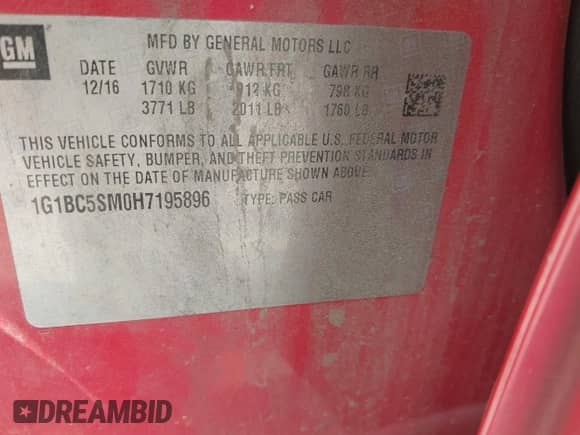 GM
MFD BY GENERAL MOTORS LLC
DATE GVWR GAWR FRT GAWR RR
12/16 1710 KG 912 KG 798 KG
3771 LB 2011 LB 1760 LB
THIS VEHICLE CONFORMS TO ALL APPLICABLE U.S. FEDERAL MOTOR
VEHICLE SAFETY, BUMPER, AND THEFT PREVENTION STANDARDS IN
EFFECT ON THE DATE OF MANUFACTURE SHOWN ABOVE.
1G1BC5SM0H7195896 TYPE: PASS CAR
DREAMBID